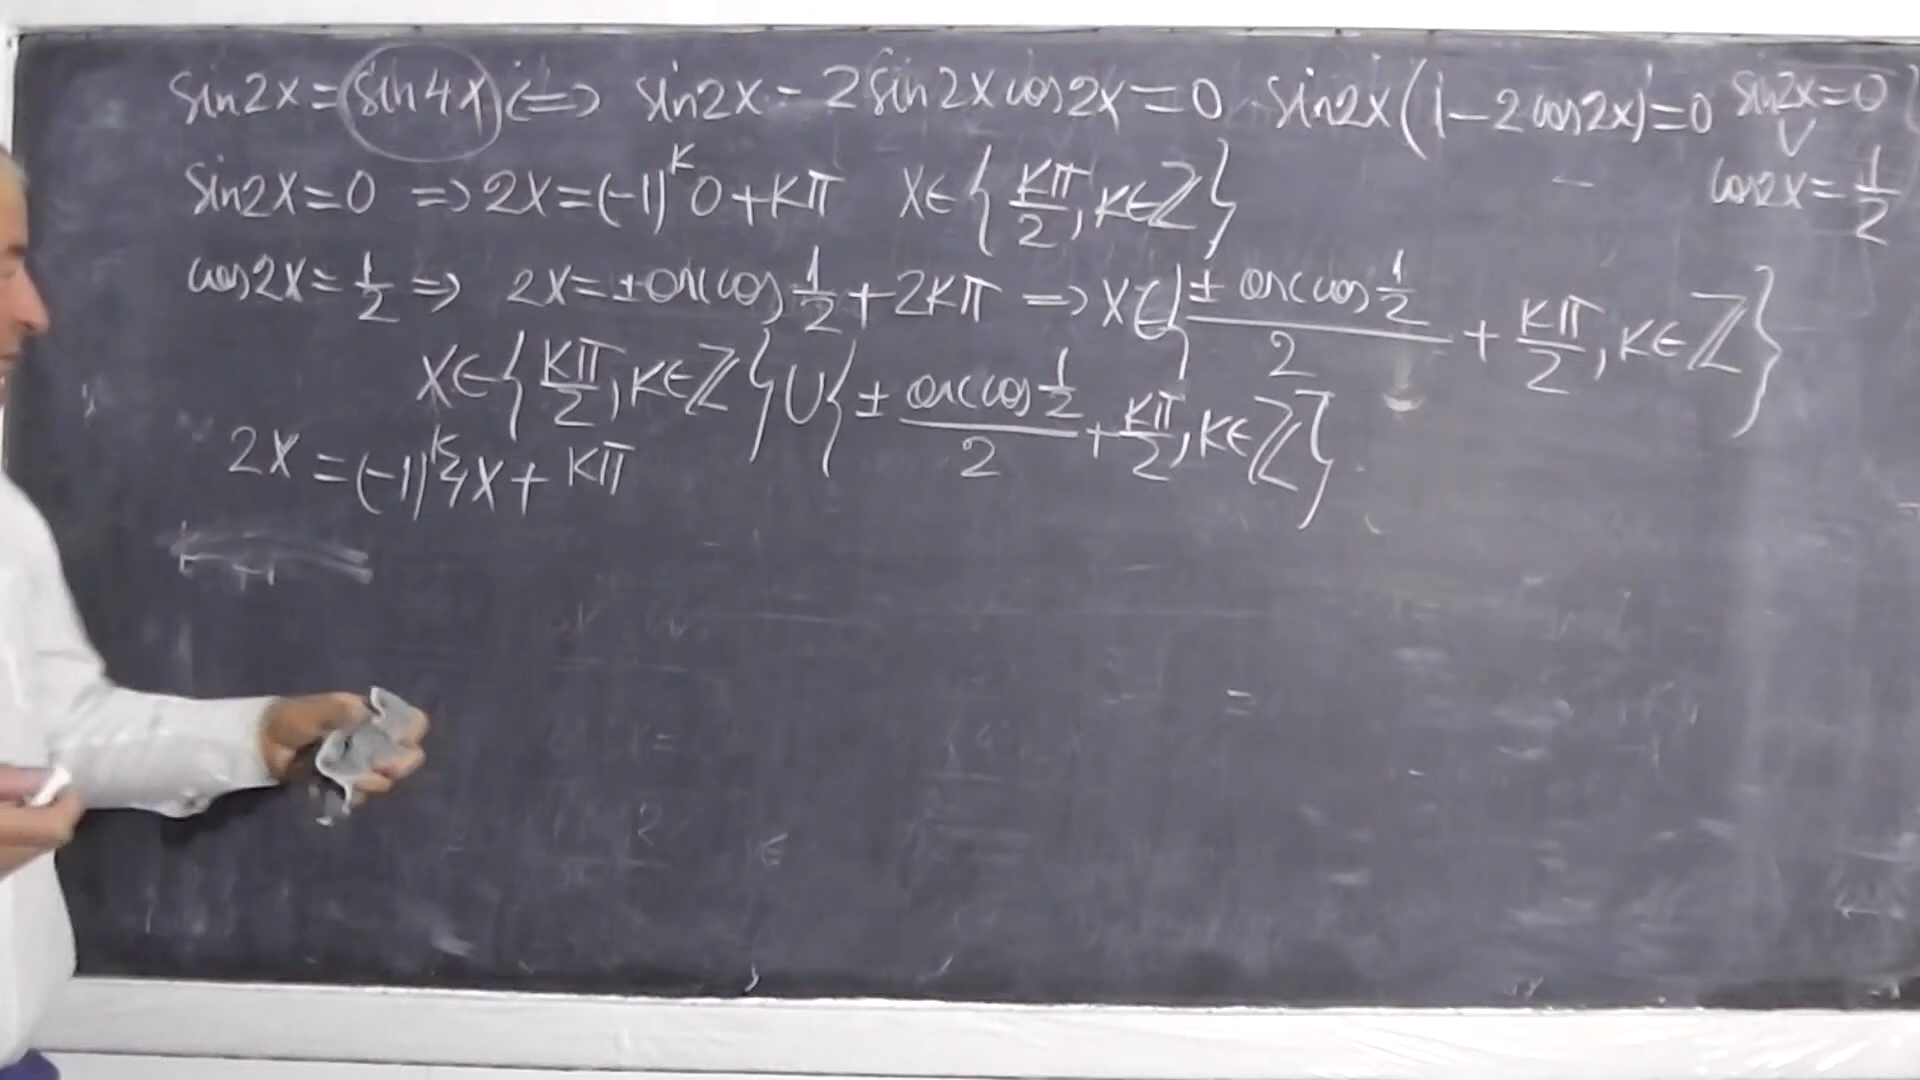 sin2x = sin4x <=> sin2x - 2sin2x cos2x = 0 sin2x(1-2cos2x)=0 sin2x=0
V
cos2x = 1/2
sin2x = 0 => 2x = (-1)^K 0 + Kπ x∈{Kπ/2, K∈ℤ}
cos2x = 1/2 => 2x = ± arccos 1/2 + 2Kπ => x∈{± arccos 1/2 / 2 + Kπ/2, K∈ℤ}
x∈{Kπ/2, K∈ℤ} ∪ {± arccos 1/2 / 2 + Kπ/2, K∈ℤ}
2x = (-1)^K 4x + Kπ